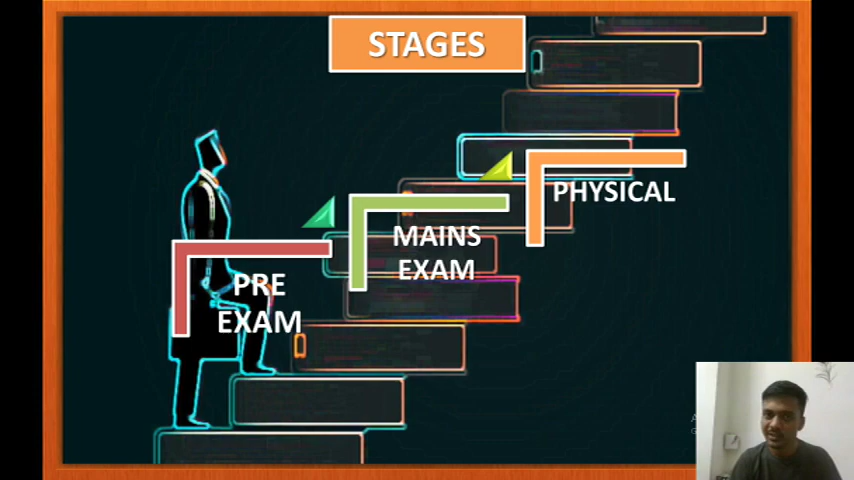 STAGES
PHYSICAL
MAINS
EXAM
PRE
EXAM